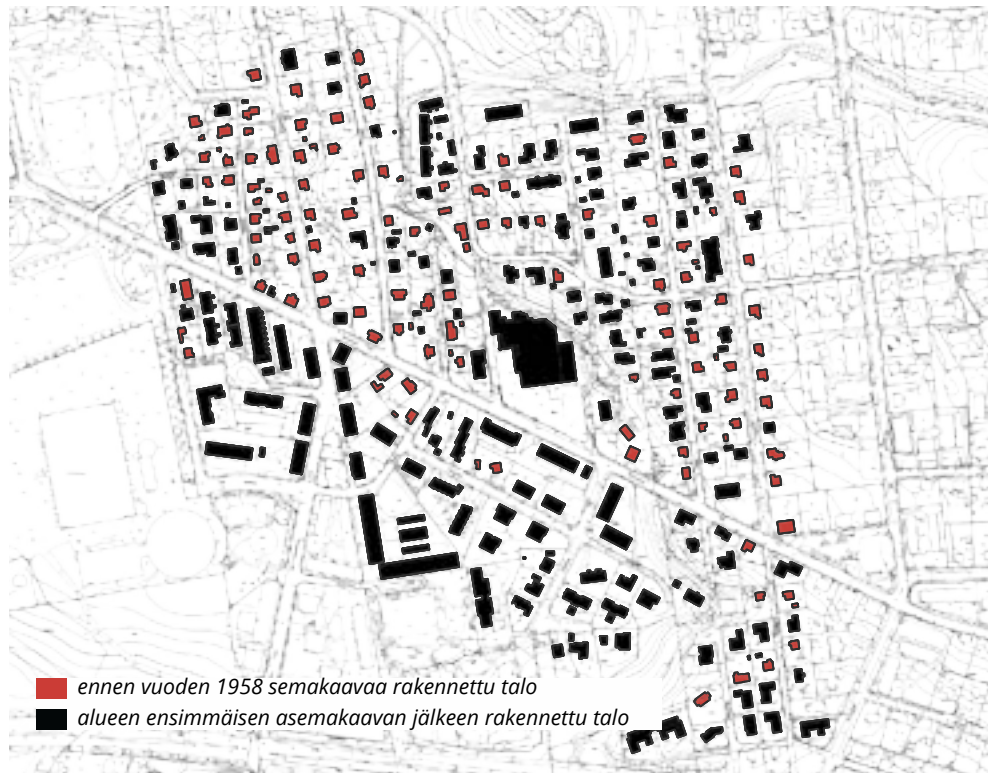 ennen vuoden 1958 semakaavaa rakennettu talo
alueen ensimmäisen asemakaavan jälkeen rakennettu talo